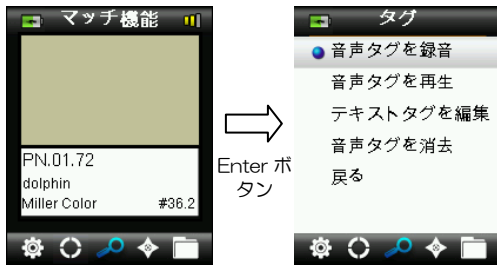 マッチ機能
PN.01.72
dolphin
Miller Color #36.2
Enter ボ
タン
タグ
音声タグを録音
音声タグを再生
テキストタグを編集
音声タグを消去
戻る